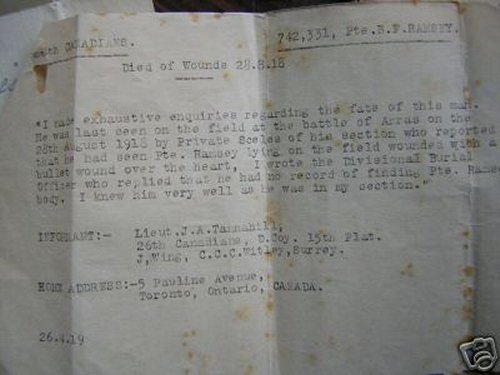 CANADIANS.
742,331, Pte.B.F.RAMSEY.
Died of Wounds 28.8.18
"I made exhaustive enquiries regarding the fate of this man.
He was last seen on the field at the battle of Arras on the
28th August 1918 by Private Sceles of his section who reported
that he had seen Pte. Ramsey lying on the field wounded with a
bullet wound over the heart, I wrote the Divisional Burial
Officer who replied that he had no record of finding Pte. Ramsey
body. I knew him very well as he was in my section."
INFORMANT:- Lieut.J.A.Tannahill,
26th Canadians, D.Coy. 15th Plat.
J,Wing, C.C.C.Witley,Surrey.
HOME ADDRESS:-5 Pauline Avenue,
Toronto, Ontario, CANADA.
26.4.19